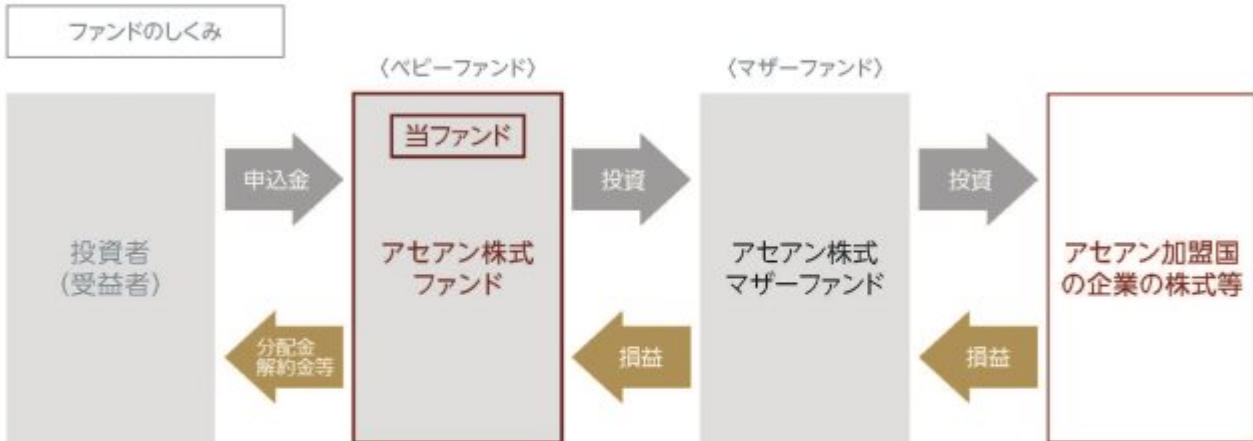 ファンドのしくみ
〈ベビーファンド〉
〈マザーファンド〉
投資者
(受益者)
申込金
分配金
解約金等
当ファンド
アセアン株式
ファンド
投資
損益
アセアン株式
マザーファンド
投資
損益
アセアン加盟国
の企業の株式等